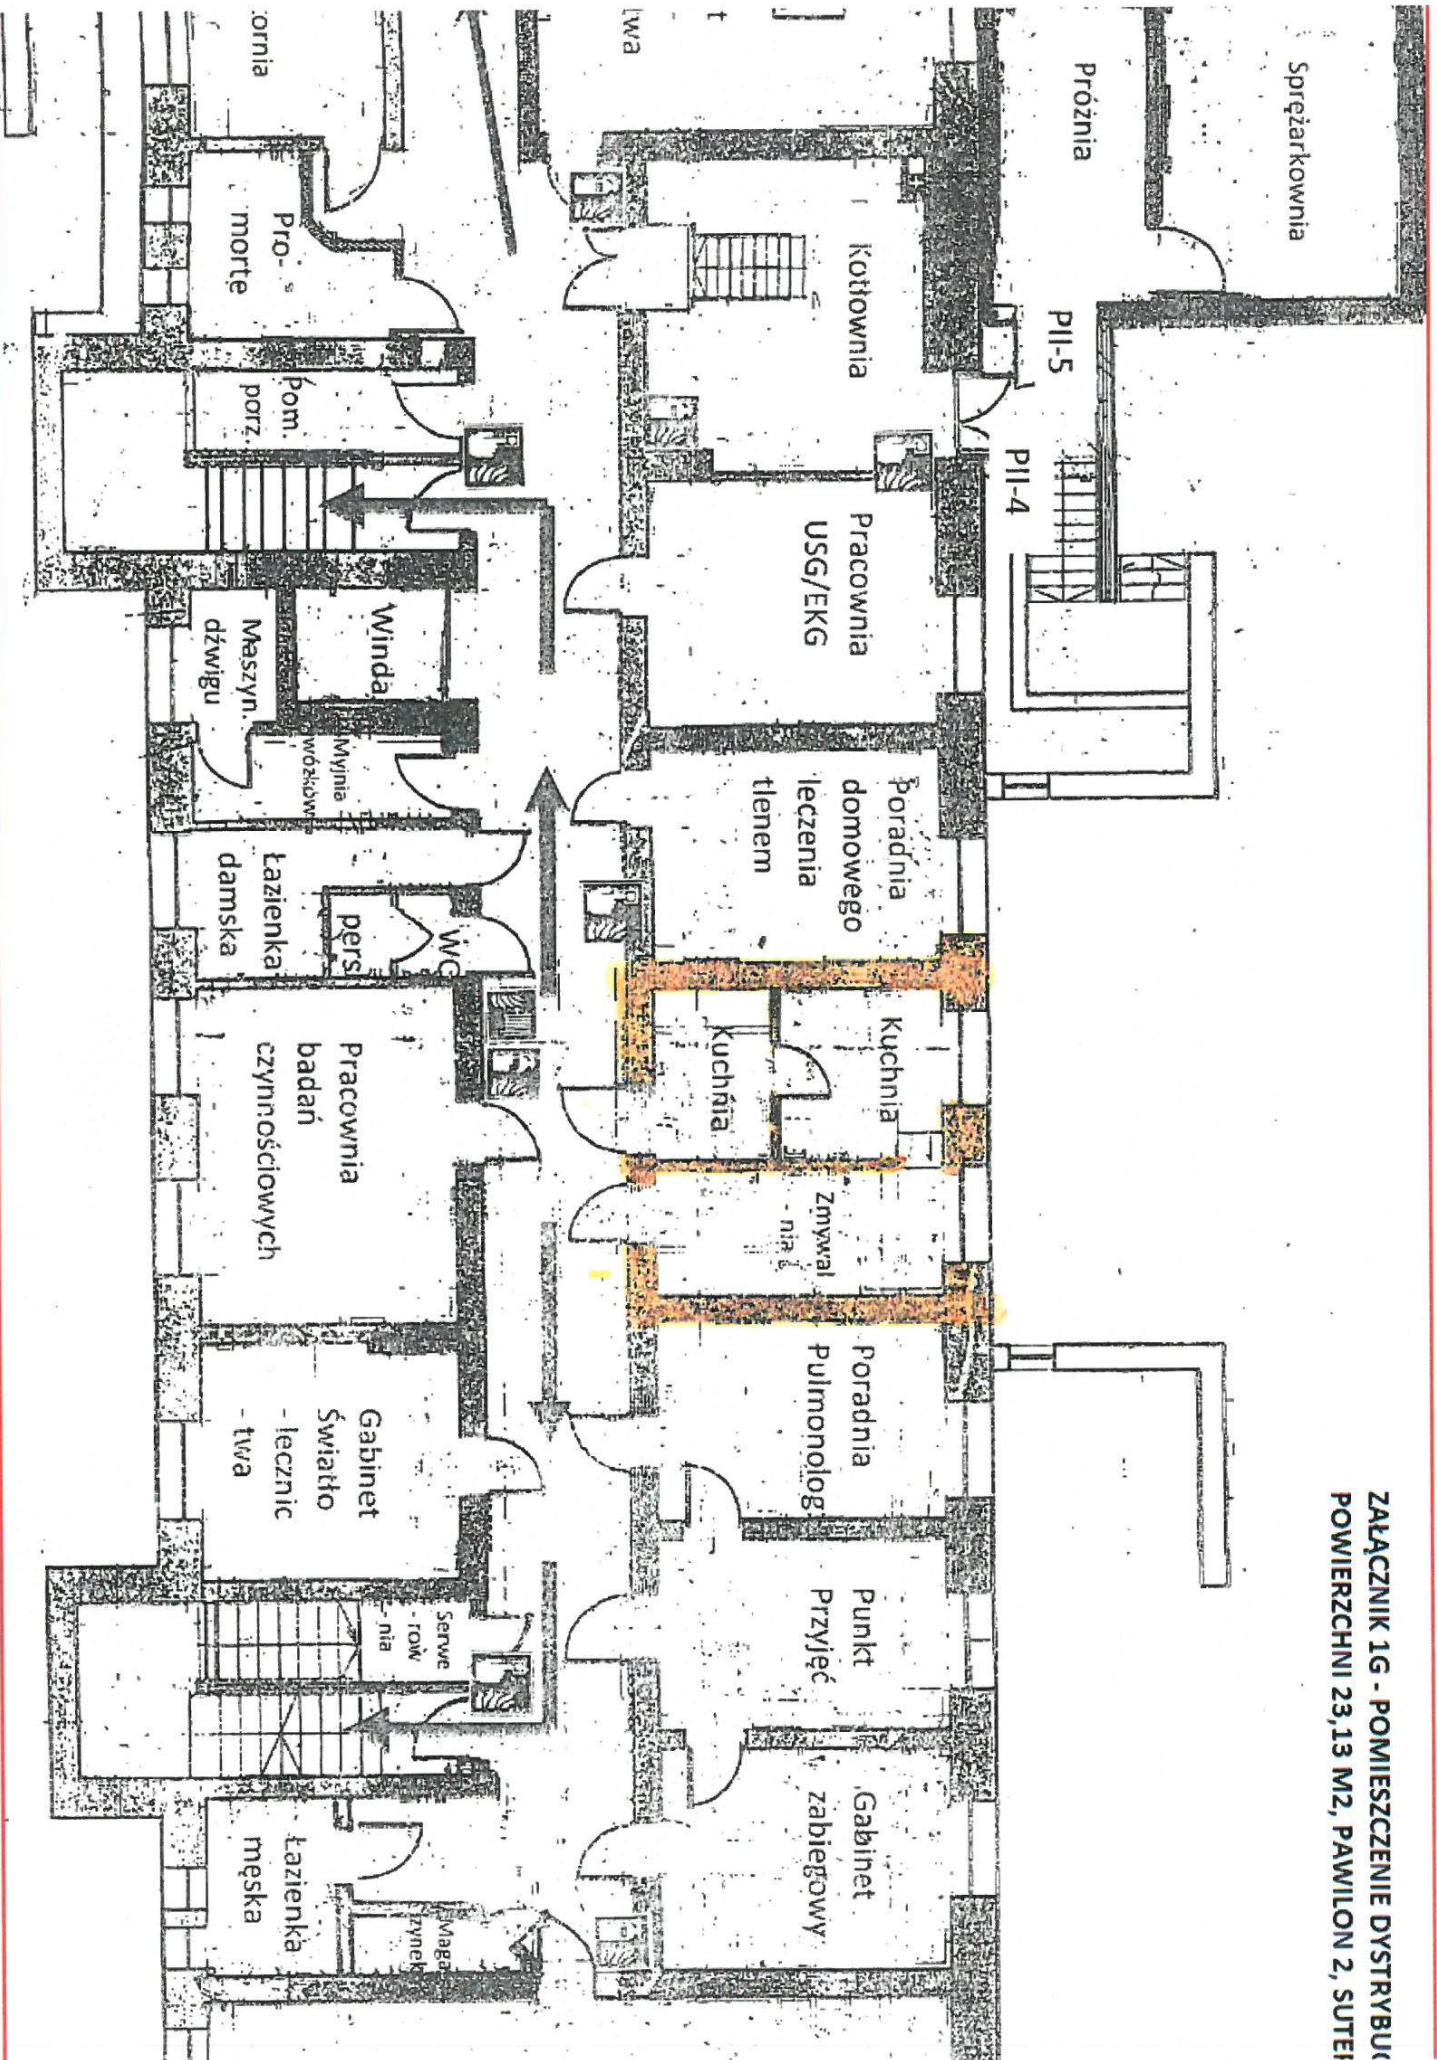 ZAŁĄCZNIK 1G - POMIESZCZENIE DYSTRYBUC
POWIERZCHNI 23,13 M2, PAWILON 2, SUTER
Sprężarkownia
Próżnia
PII-5
PII-4
twa
t
Kotłownia
Pracownia
USG/EKG
Poradnia
domowego
leczenia
tlenem
Kuchnia
Kuchnia
Zmywal
- nia
Poradnia
Pulmonolog
Punkt
Przyjęć
Gabinet
zabiegowy
ornia
Pro-
morte
Pom.
porz.
Winda
Maszyn.
dźwigu
Myjnia
wózków
Łazienka
damska
WC
pers
Pracownia
badań
czynnościowych
Gabinet
Światło
- lecznic
- twa
Serwe
- row
- nia
Łazienka
męska
Maga
zynek